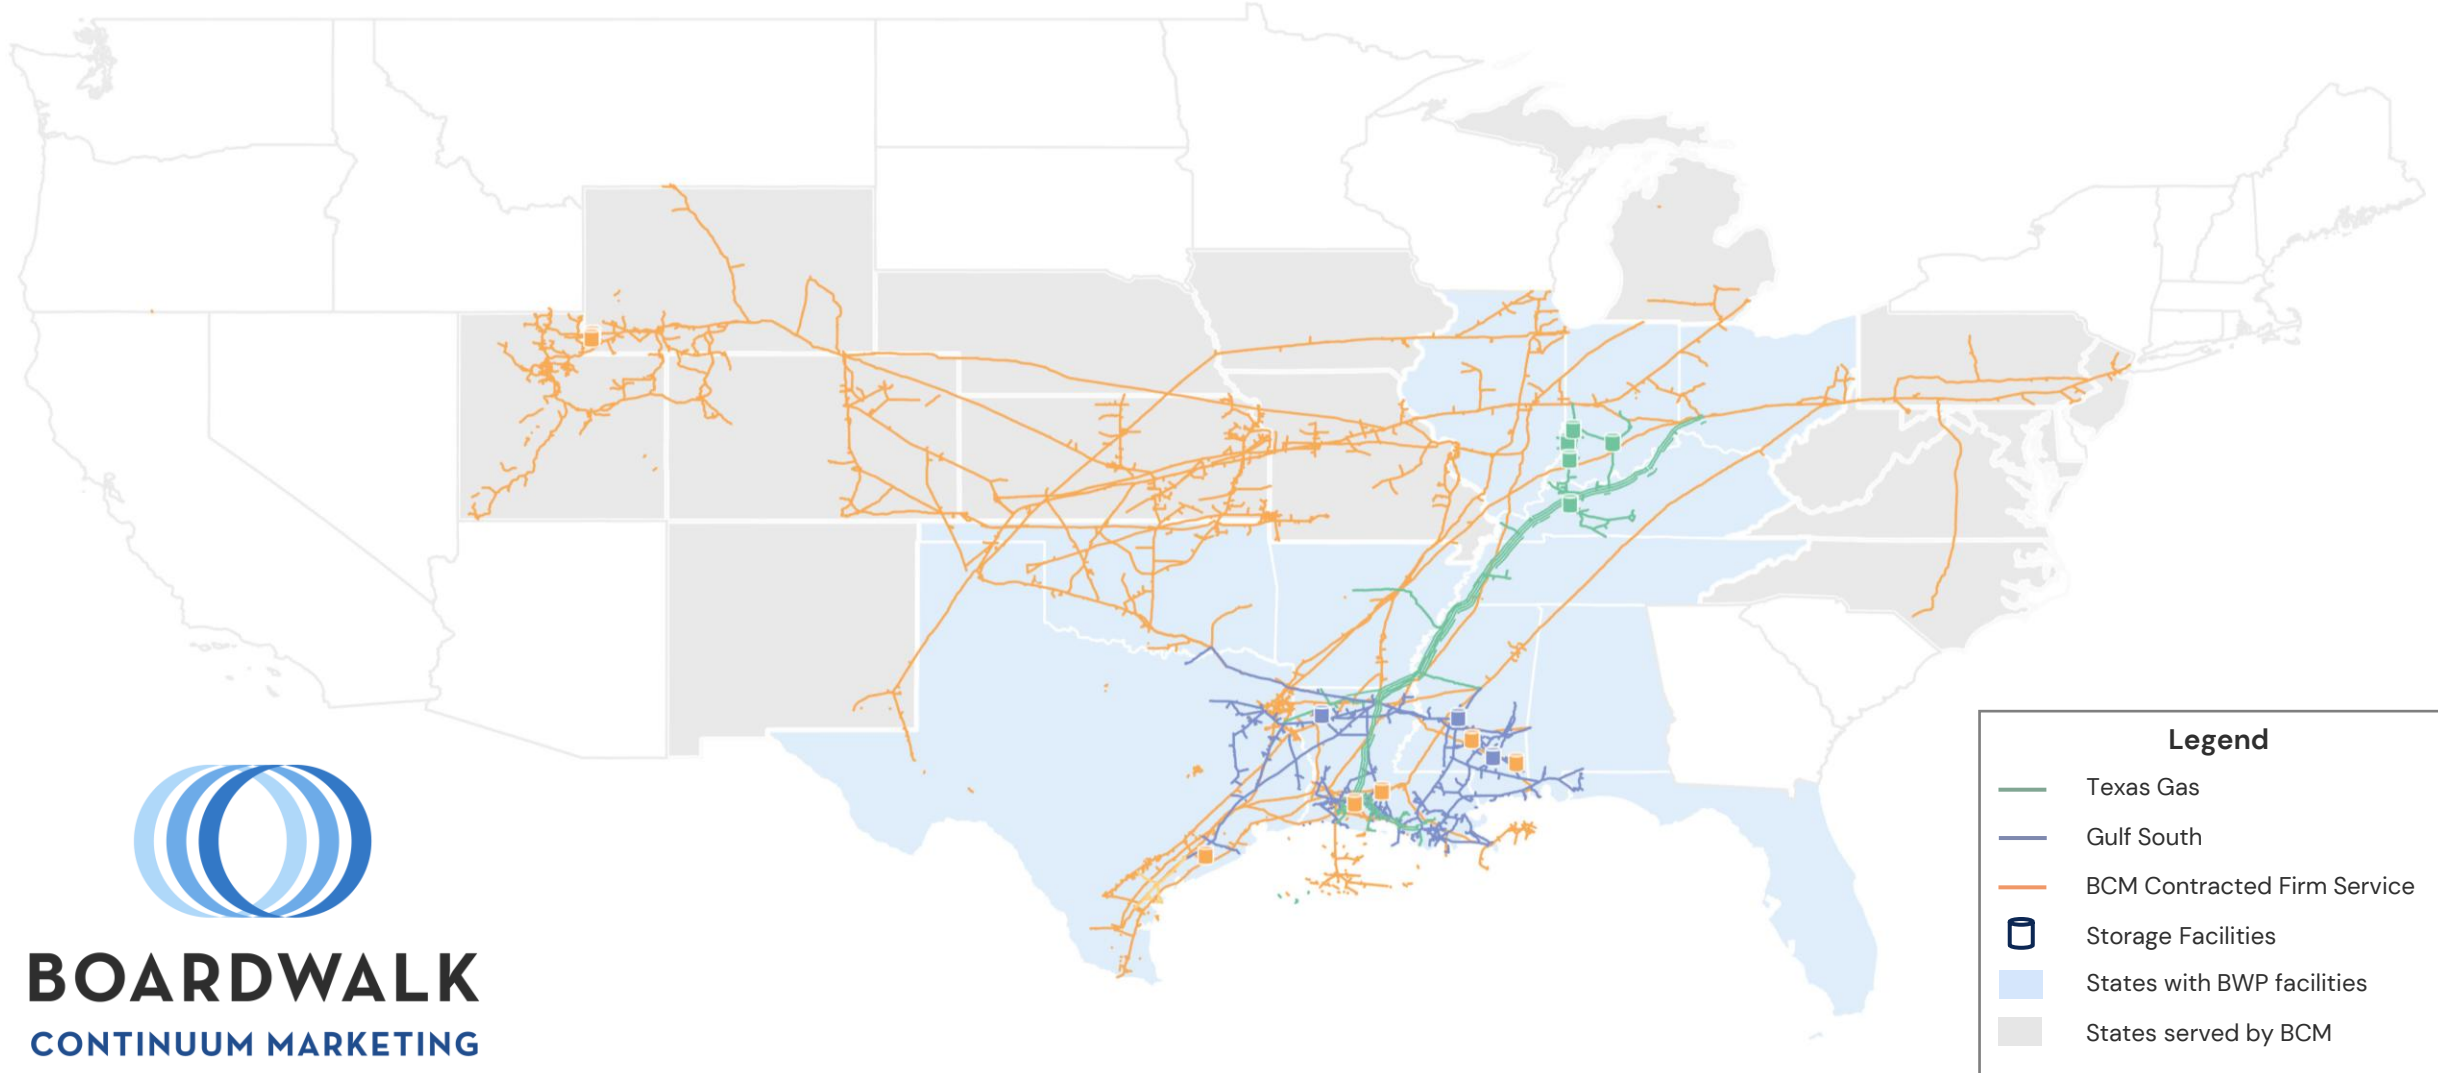 Legend
Texas Gas
Gulf South
BCM Contracted Firm Service
Storage Facilities
States with BWP facilities
States served by BCM
BOARDWALK
CONTINUUM MARKETING